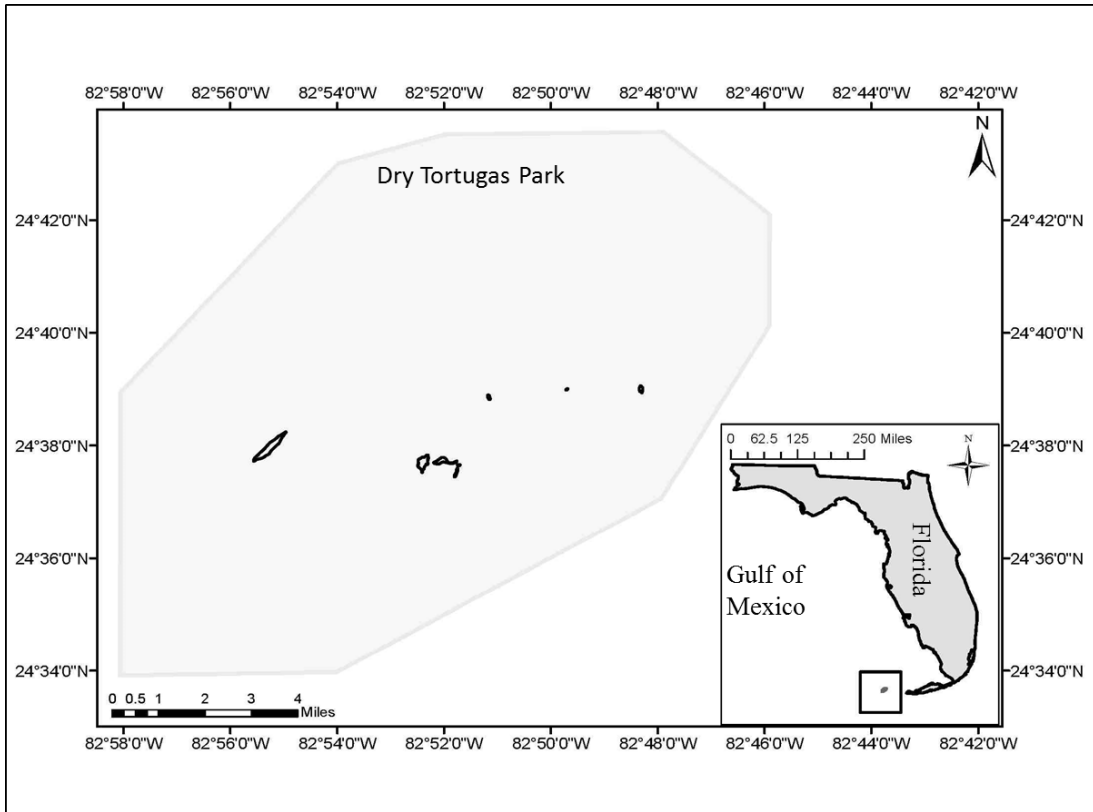 82°58'0"W 82°56'0"W 82°54'0"W 82°52'0"W 82°50'0"W 82°48'0"W 82°46'0"W 82°44'0"W 82°42'0"W
N
Dry Tortugas Park
24°42'0"N 24°42'0"N
24°40'0"N 24°40'0"N
24°38'0"N 24°38'0"N
24°36'0"N 24°36'0"N
24°34'0"N 24°34'0"N
0 62.5 125 250 Miles
N
Florida
Gulf of
Mexico
0 0.5 1 2 3 4
Miles
82°58'0"W 82°56'0"W 82°54'0"W 82°52'0"W 82°50'0"W 82°48'0"W 82°46'0"W 82°44'0"W 82°42'0"W